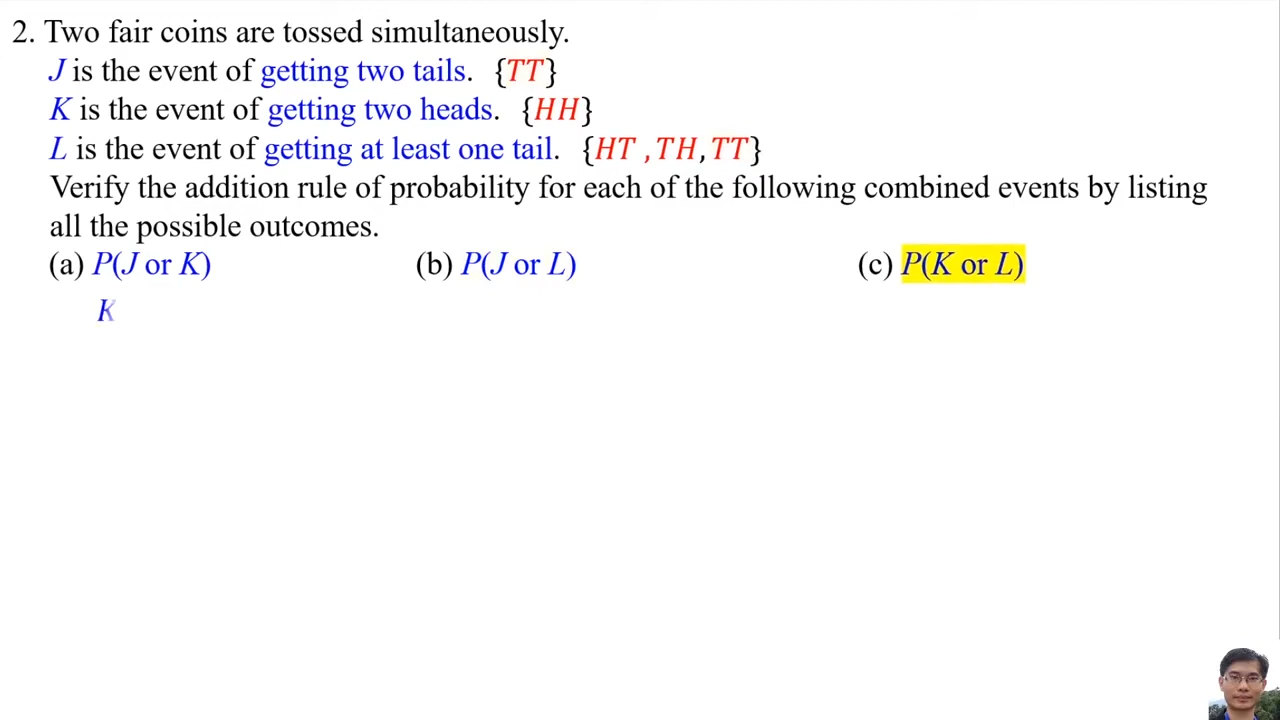 2. Two fair coins are tossed simultaneously.
J is the event of getting two tails. {TT}
K is the event of getting two heads. {HH}
L is the event of getting at least one tail. {HT ,TH,TT}
Verify the addition rule of probability for each of the following combined events by listing
all the possible outcomes.
(a) P(J or K) (b) P(J or L) (c) P(K or L)
K